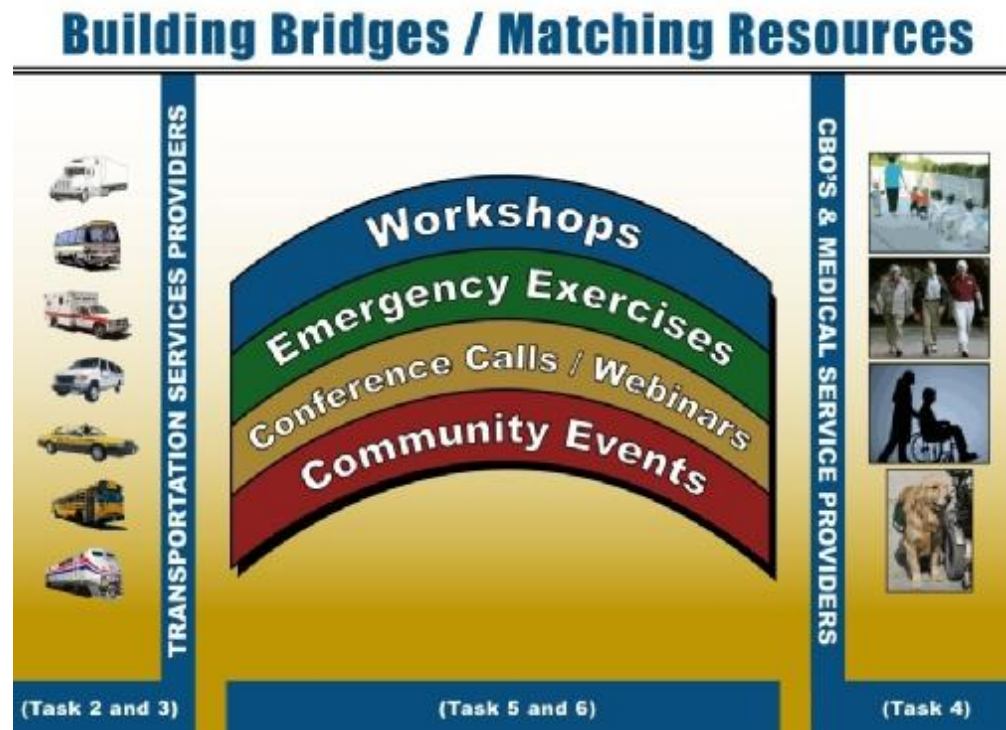 Building Bridges / Matching Resources
TRANSPORTATION SERVICES PROVIDERS
Workshops
Emergency Exercises
Conference Calls / Webinars
Community Events
CBO'S & MEDICAL SERVICE PROVIDERS
(Task 2 and 3)
(Task 5 and 6)
(Task 4)